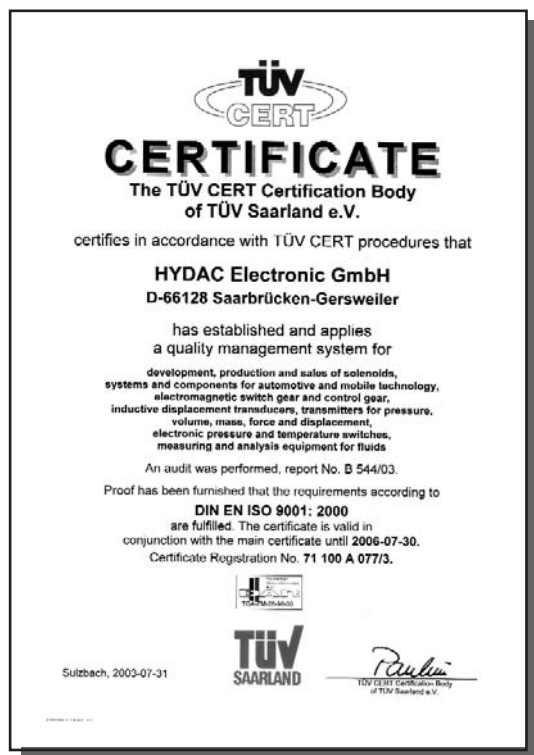 TÜV
CERT
CERTIFICATE
The TÜV CERT Certification Body
of TÜV Saarland e.V.
certifies in accordance with TÜV CERT procedures that
HYDAC Electronic GmbH
D-66128 Saarbrücken-Gersweiler
has established and applies
a quality management system for
development, production and sales of solenoids,
systems and components for automotive and mobile technology,
electromagnetic switch gear and control gear,
inductive displacement transducers, transmitters for pressure,
volume, mass, force and displacement,
electronic pressure and temperature switches,
measuring and analysis equipment for fluids
An audit was performed, report No. B 544/03.
Proof has been furnished that the requirements according to
DIN EN ISO 9001: 2000
are fulfilled. The certificate is valid in
conjunction with the main certificate until 2006-07-30.
Certificate Registration No. 71 100 A 077/3.
TÜV
SAARLAND
Sulzbach, 2003-07-31
TÜV CERT Certification Body
of TÜV Saarland e.V.